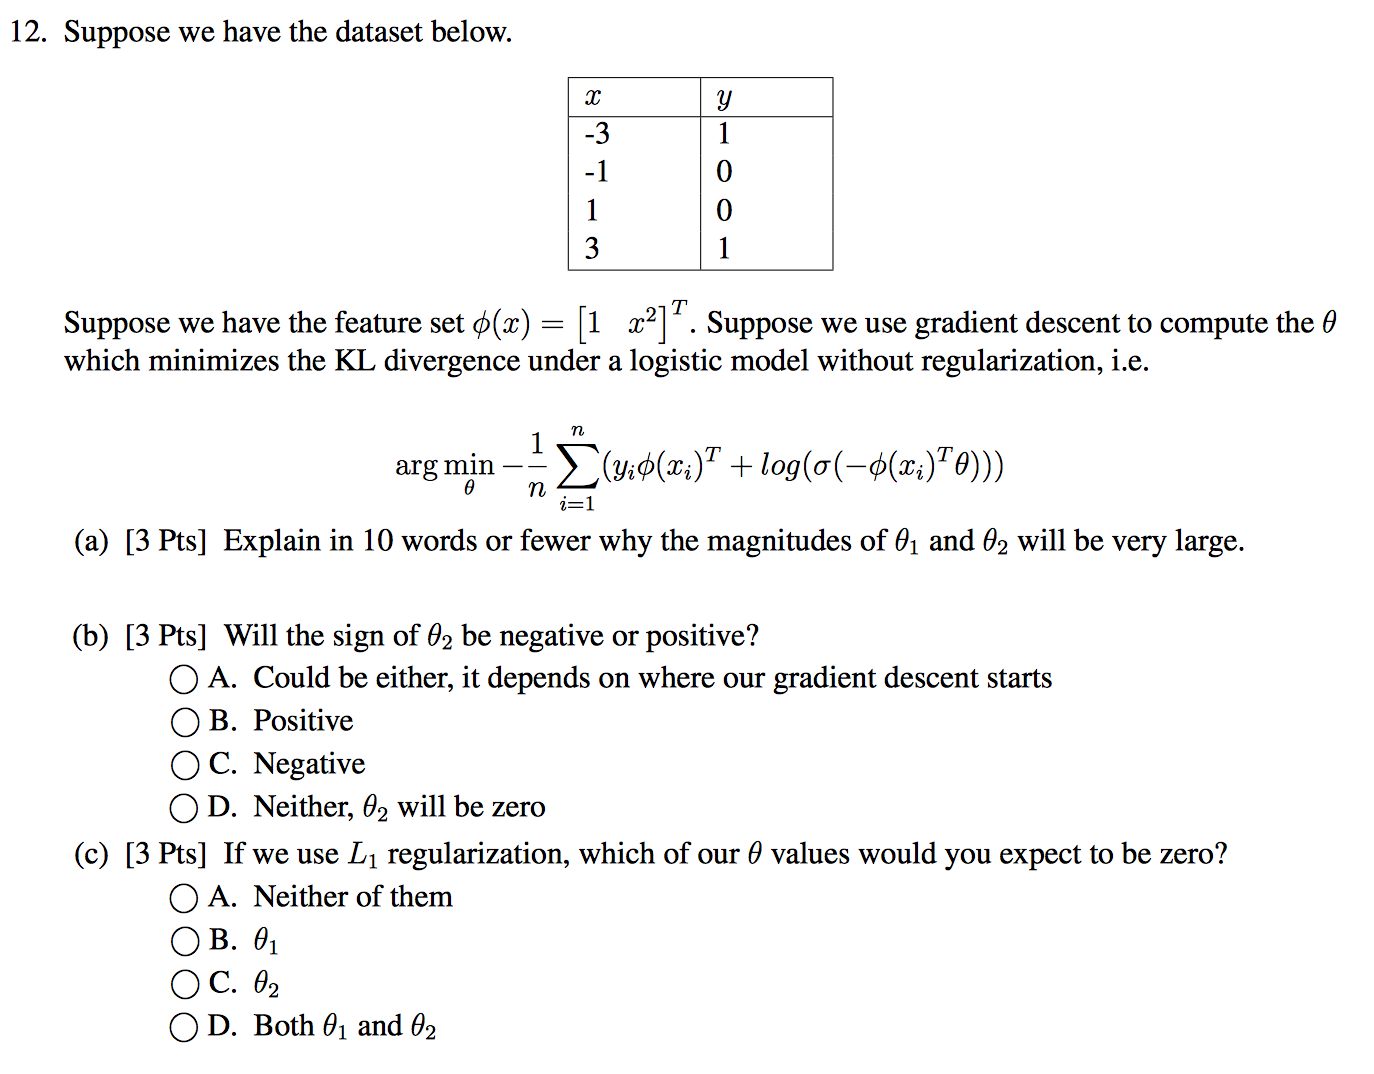 12. Suppose we have the dataset below.
x y
-3 1
-1 0
1 0
3 1
Suppose we have the feature set ϕ(x) = [1 x²]ᵀ. Suppose we use gradient descent to compute the θ
which minimizes the KL divergence under a logistic model without regularization, i.e.
arg min_θ −(1/n) ∑_{i=1}^{n} (yᵢϕ(xᵢ)ᵀ + log(σ(−ϕ(xᵢ)ᵀθ)))
(a) [3 Pts] Explain in 10 words or fewer why the magnitudes of θ₁ and θ₂ will be very large.
(b) [3 Pts] Will the sign of θ₂ be negative or positive?
A. Could be either, it depends on where our gradient descent starts
B. Positive
C. Negative
D. Neither, θ₂ will be zero
(c) [3 Pts] If we use L₁ regularization, which of our θ values would you expect to be zero?
A. Neither of them
B. θ₁
C. θ₂
D. Both θ₁ and θ₂